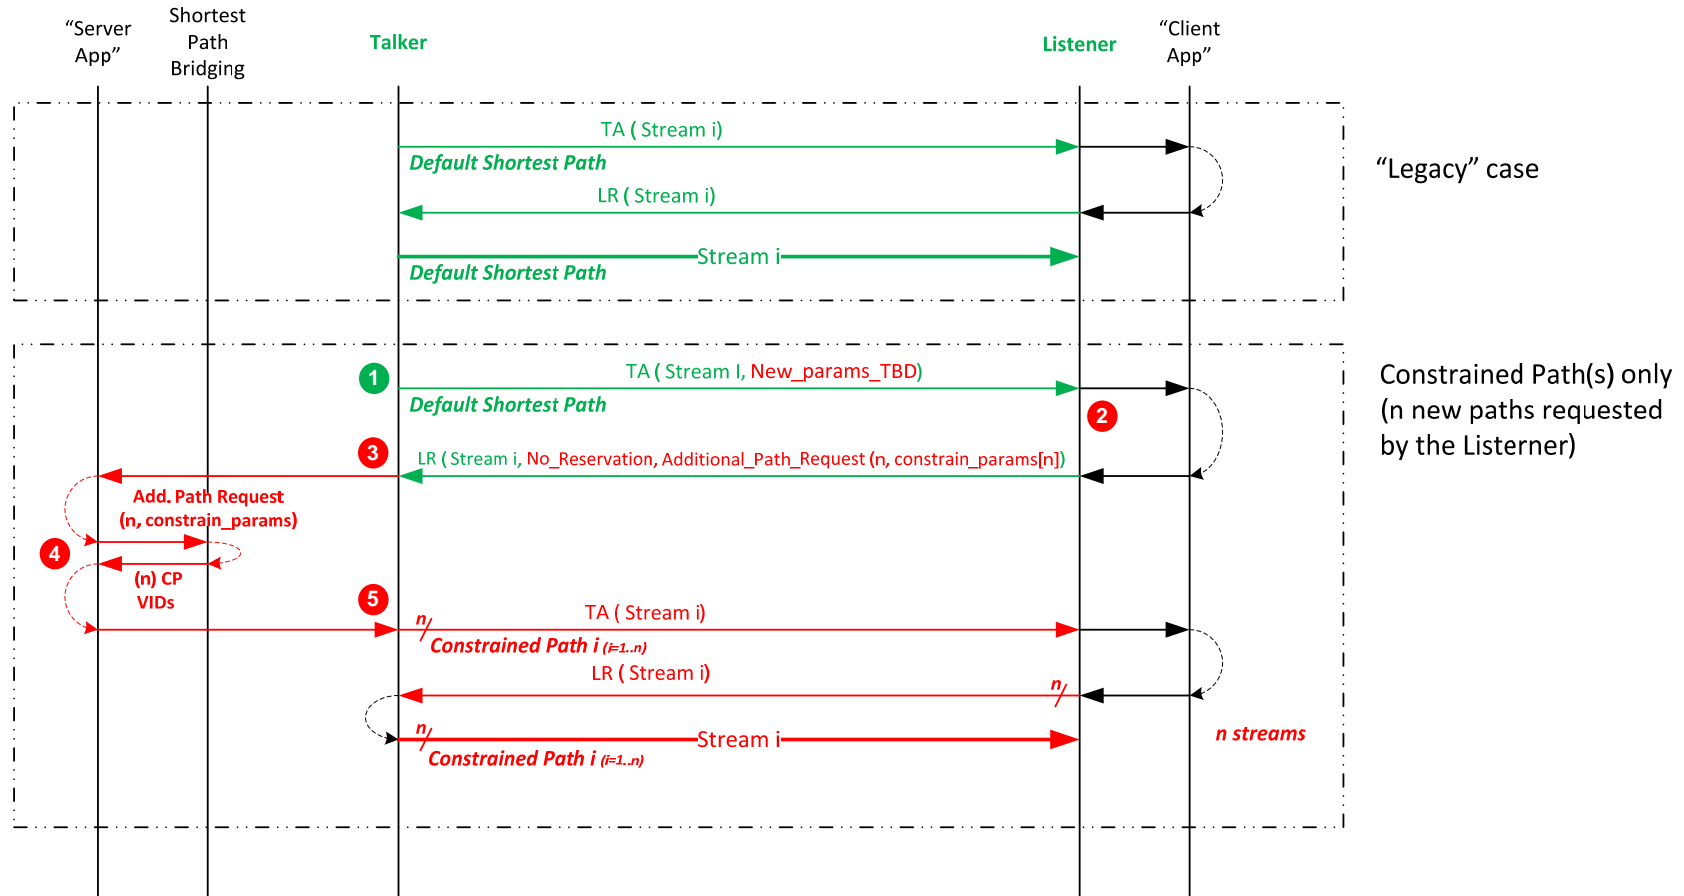 “Server
App”
Shortest
Path
Bridging
Talker
Listener
“Client
App”
TA ( Stream i)
Default Shortest Path
LR ( Stream i)
Stream i
Default Shortest Path
“Legacy” case
1
TA ( Stream I, New_params_TBD)
Default Shortest Path
2
Constrained Path(s) only
(n new paths requested
by the Listerner)
3
LR ( Stream i, No_Reservation, Additional_Path_Request (n, constrain_params[n])
Add. Path Request
(n, constrain_params)
4
(n) CP
VIDs
5
n
TA ( Stream i)
Constrained Path i (i=1..n)
LR ( Stream i)
n
n
Stream i
Constrained Path i (i=1..n)
n streams